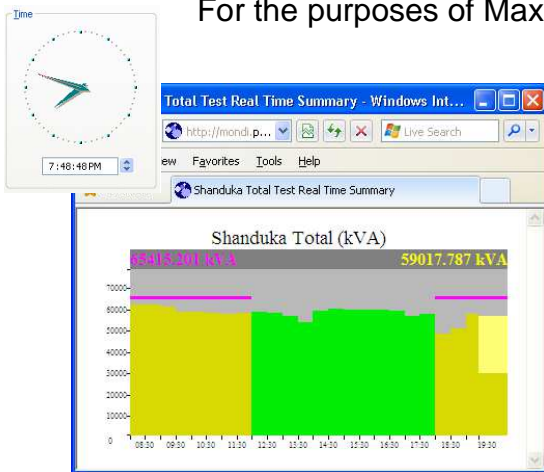 For the purposes of Max
Time
7:48:48PM
Total Test Real Time Summary - Windows Int...
http://mondi.p...
Live Search
ew Favorites Tools Help
Shanduka Total Test Real Time Summary
Shanduka Total (kVA)
65415.201 kVA 59017.787 kVA
70000-
60000-
50000-
40000-
30000-
20000-
10000-
0
08:30 09:30 10:30 11:30 12:30 13:30 14:30 15:30 16:30 17:30 18:30 19:30